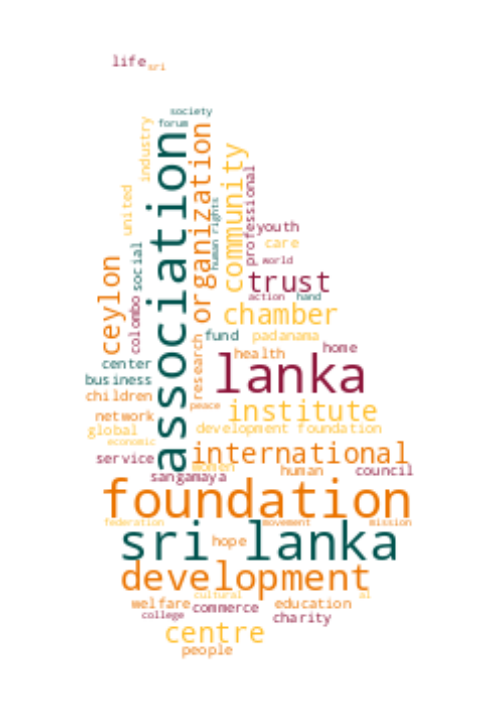 life
sri
society
forum
industry
association
organization
community
professional
human rights
united
youth
care
world
social
ceylon
colombo
trust
action
hand
chamber
fund
padanama
research
home
health
center
lanka
business
children
peace
institute
network
global
development foundation
economic
international
service
women
human
council
sangamaya
foundation
federation
movement
mission
sri lanka
hope
development
cultural
al
welfare
commerce
education
college
charity
centre
people